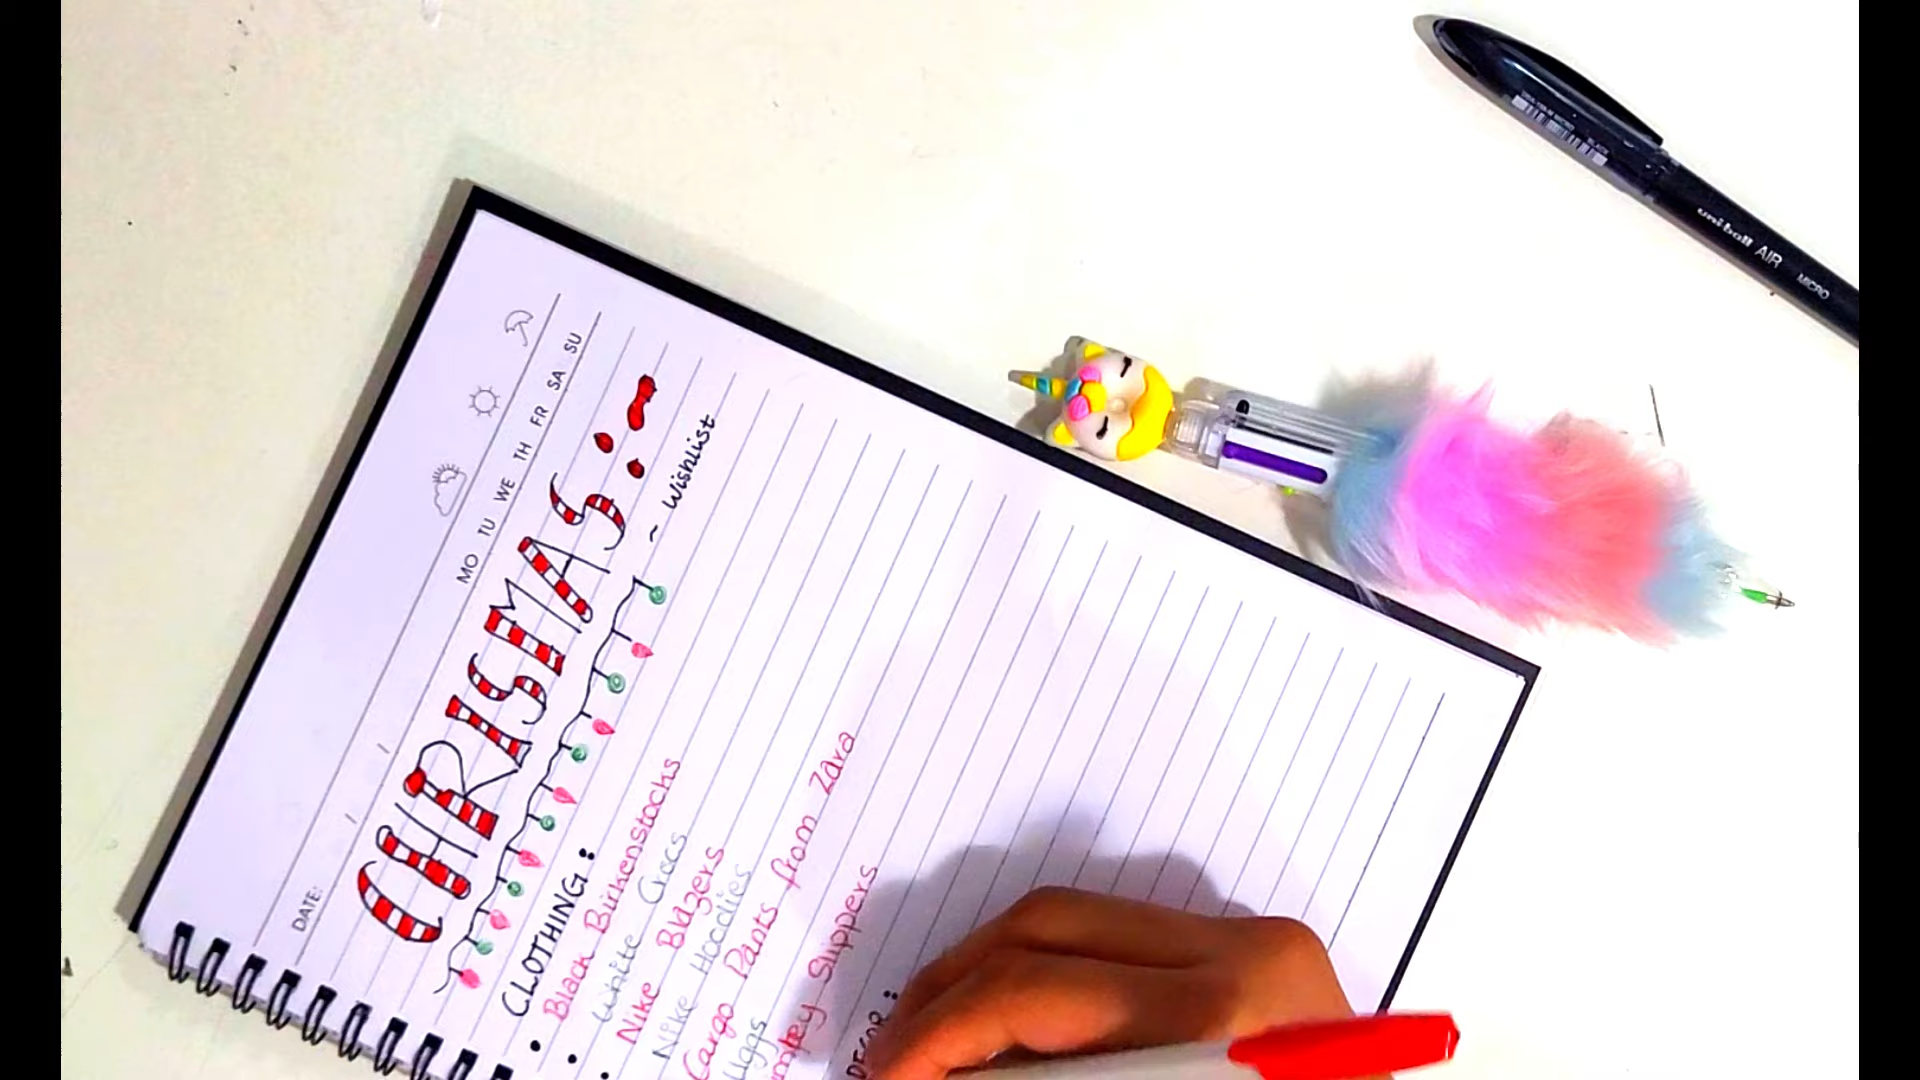 DATE:
MO TU WE TH FR SA SU
CHRISMAS:
~ Wishlist
CLOTHING:
• Black Birkenstocks
• White Crocs
• Nike Blazers
Nike Hoodies
Cargo Pants from Zara
Uggs
Slippers
DECOR:
uni-ball AIR MICRO